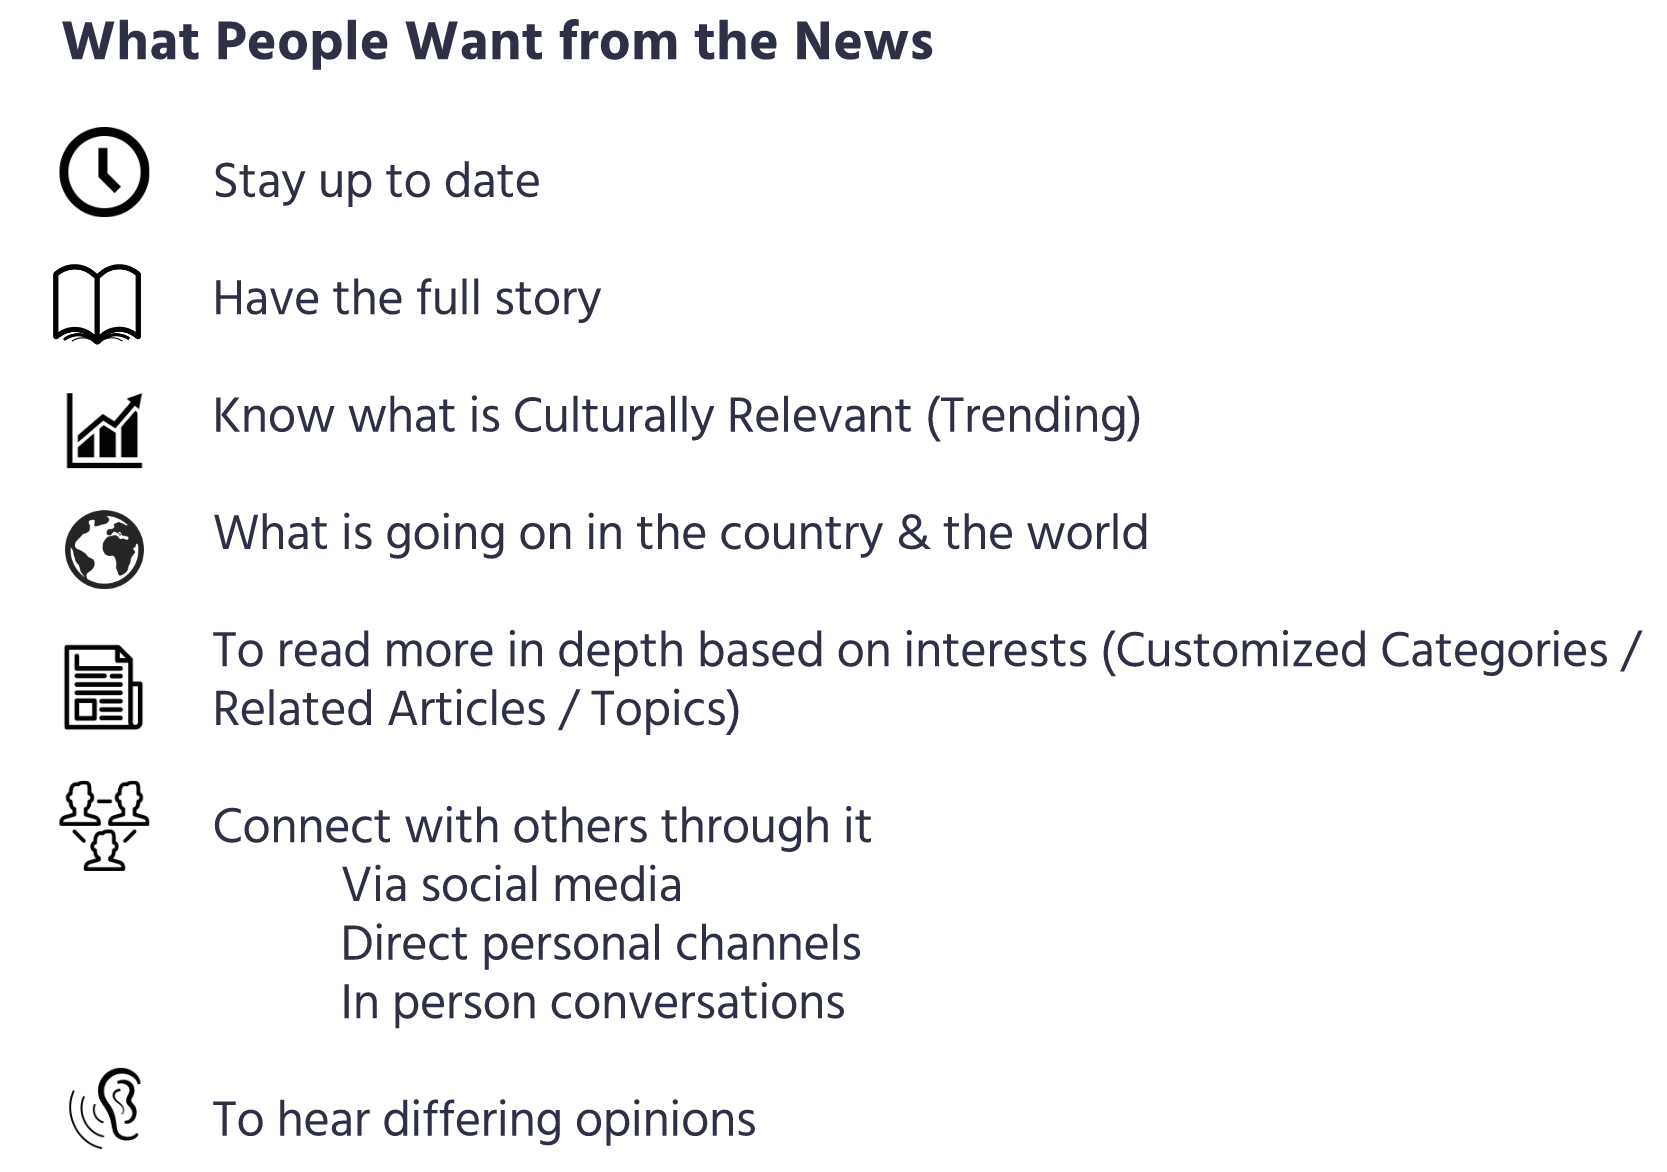 What People Want from the News
Stay up to date
Have the full story
Know what is Culturally Relevant (Trending)
What is going on in the country & the world
To read more in depth based on interests (Customized Categories /
Related Articles / Topics)
Connect with others through it
Via social media
Direct personal channels
In person conversations
To hear differing opinions